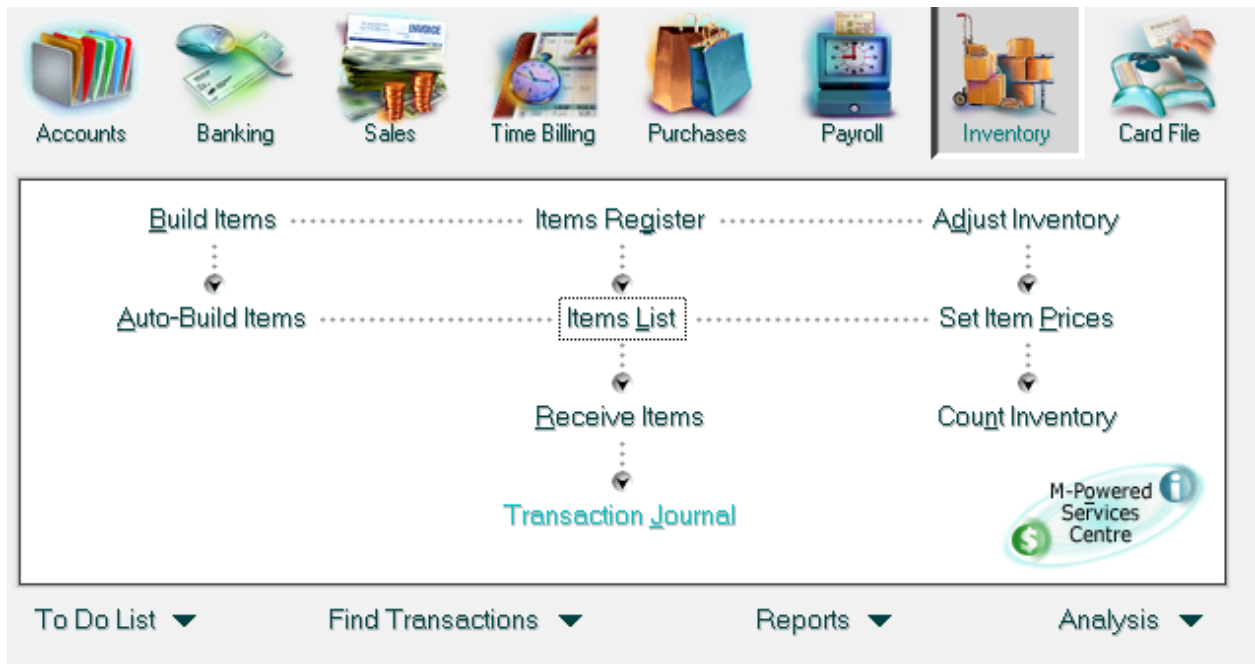 INVOICE
Accounts
Banking
Sales
Time Billing
Purchases
Payroll
Inventory
Card File
Build Items
Items Register
Adjust Inventory
Auto-Build Items
Items List
Set Item Prices
Receive Items
Count Inventory
Transaction Journal
M-Powered
Services
Centre
To Do List
Find Transactions
Reports
Analysis